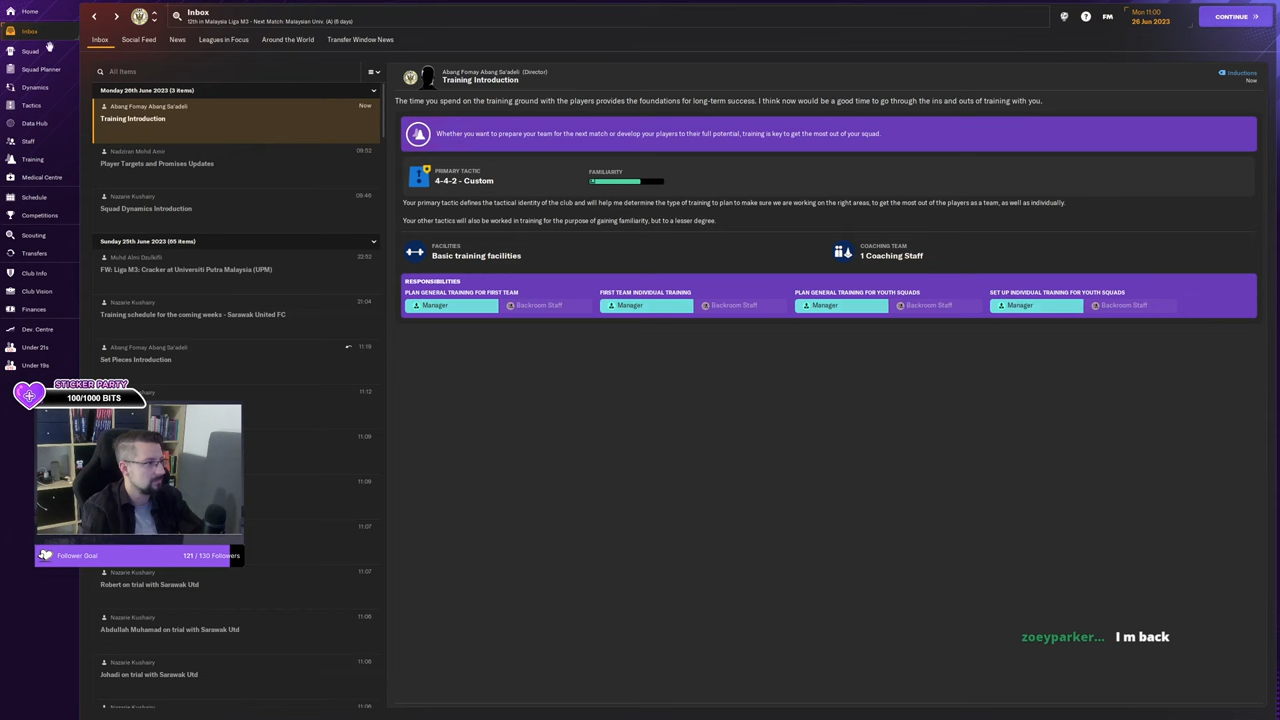 Home
Inbox
Squad
Squad Planner
Dynamics
Tactics
Data Hub
Staff
Training
Medical Centre
Schedule
Competitions
Scouting
Transfers
Club Info
Club Vision
Finances
Dev. Centre
Under 21s
Under 19s
Inbox
12th in Malaysia Liga M3 - Next Match: Malaysian Univ. (A) (6 days)
FM
Mon 11:00
26 Jun 2023
CONTINUE
Inbox
Social Feed
News
Leagues in Focus
Around the World
Transfer Window News
All Items
Monday 26th June 2023 (3 items)
Abang Fomay Abang Sa'adeli
Now
Training Introduction
Nadziran Mohd Amir
09:52
Player Targets and Promises Updates
Nazarie Kushairy
09:46
Squad Dynamics Introduction
Sunday 25th June 2023 (65 items)
Muhd Almi Dzulkifli
22:52
FW: Liga M3: Cracker at Universiti Putra Malaysia (UPM)
Nazarie Kushairy
21:04
Training schedule for the coming weeks - Sarawak United FC
Abang Fomay Abang Sa'adeli
11:19
Set Pieces Introduction
11:12
11:09
11:09
11:07
Nazarie Kushairy
11:07
Robert on trial with Sarawak Utd
Nazarie Kushairy
11:06
Abdullah Muhamad on trial with Sarawak Utd
Nazarie Kushairy
11:06
Johadi on trial with Sarawak Utd
Nazarie Kushairy
11:06
Abang Fomay Abang Sa'adeli (Director)
Training Introduction
Inductions
Now
The time you spend on the training ground with the players provides the foundations for long-term success. I think now would be a good time to go through the ins and outs of training with you.
Whether you want to prepare your team for the next match or develop your players to their full potential, training is key to get the most out of your squad.
PRIMARY TACTIC
4-4-2 - Custom
FAMILIARITY
Your primary tactic defines the tactical identity of the club and will help me determine the type of training to plan to make sure we are working on the right areas, to get the most of the players as a team, as well as individually.
Your other tactics will also be worked in training for the purpose of gaining familiarity, but to a lesser degree.
FACILITIES
Basic training facilities
COACHING TEAM
1 Coaching Staff
RESPONSIBILITIES
PLAN GENERAL TRAINING FOR FIRST TEAM
FIRST TEAM INDIVIDUAL TRAINING
PLAN GENERAL TRAINING FOR YOUTH SQUADS
SET UP INDIVIDUAL TRAINING FOR YOUTH SQUADS
Manager
Backroom Staff
Manager
Backroom Staff
Manager
Backroom Staff
Manager
Backroom Staff
STICKER PARTY
100/1000 BITS
Follower Goal
121 / 130 Followers
zoeyparker... I m back